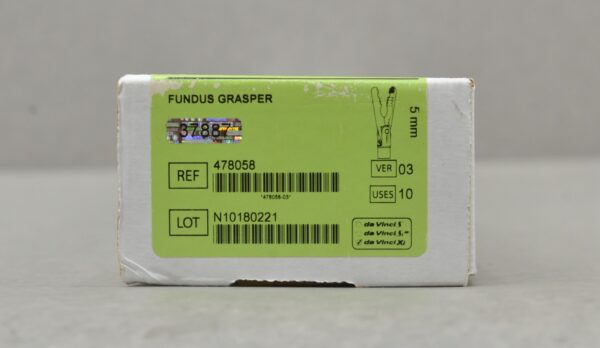 FUNDUS GRASPER
37887
5 mm
REF 478058
*478058-03*
VER 03
USES 10
LOT N10180221
da Vinci S
da Vinci Si
da Vinci Xi